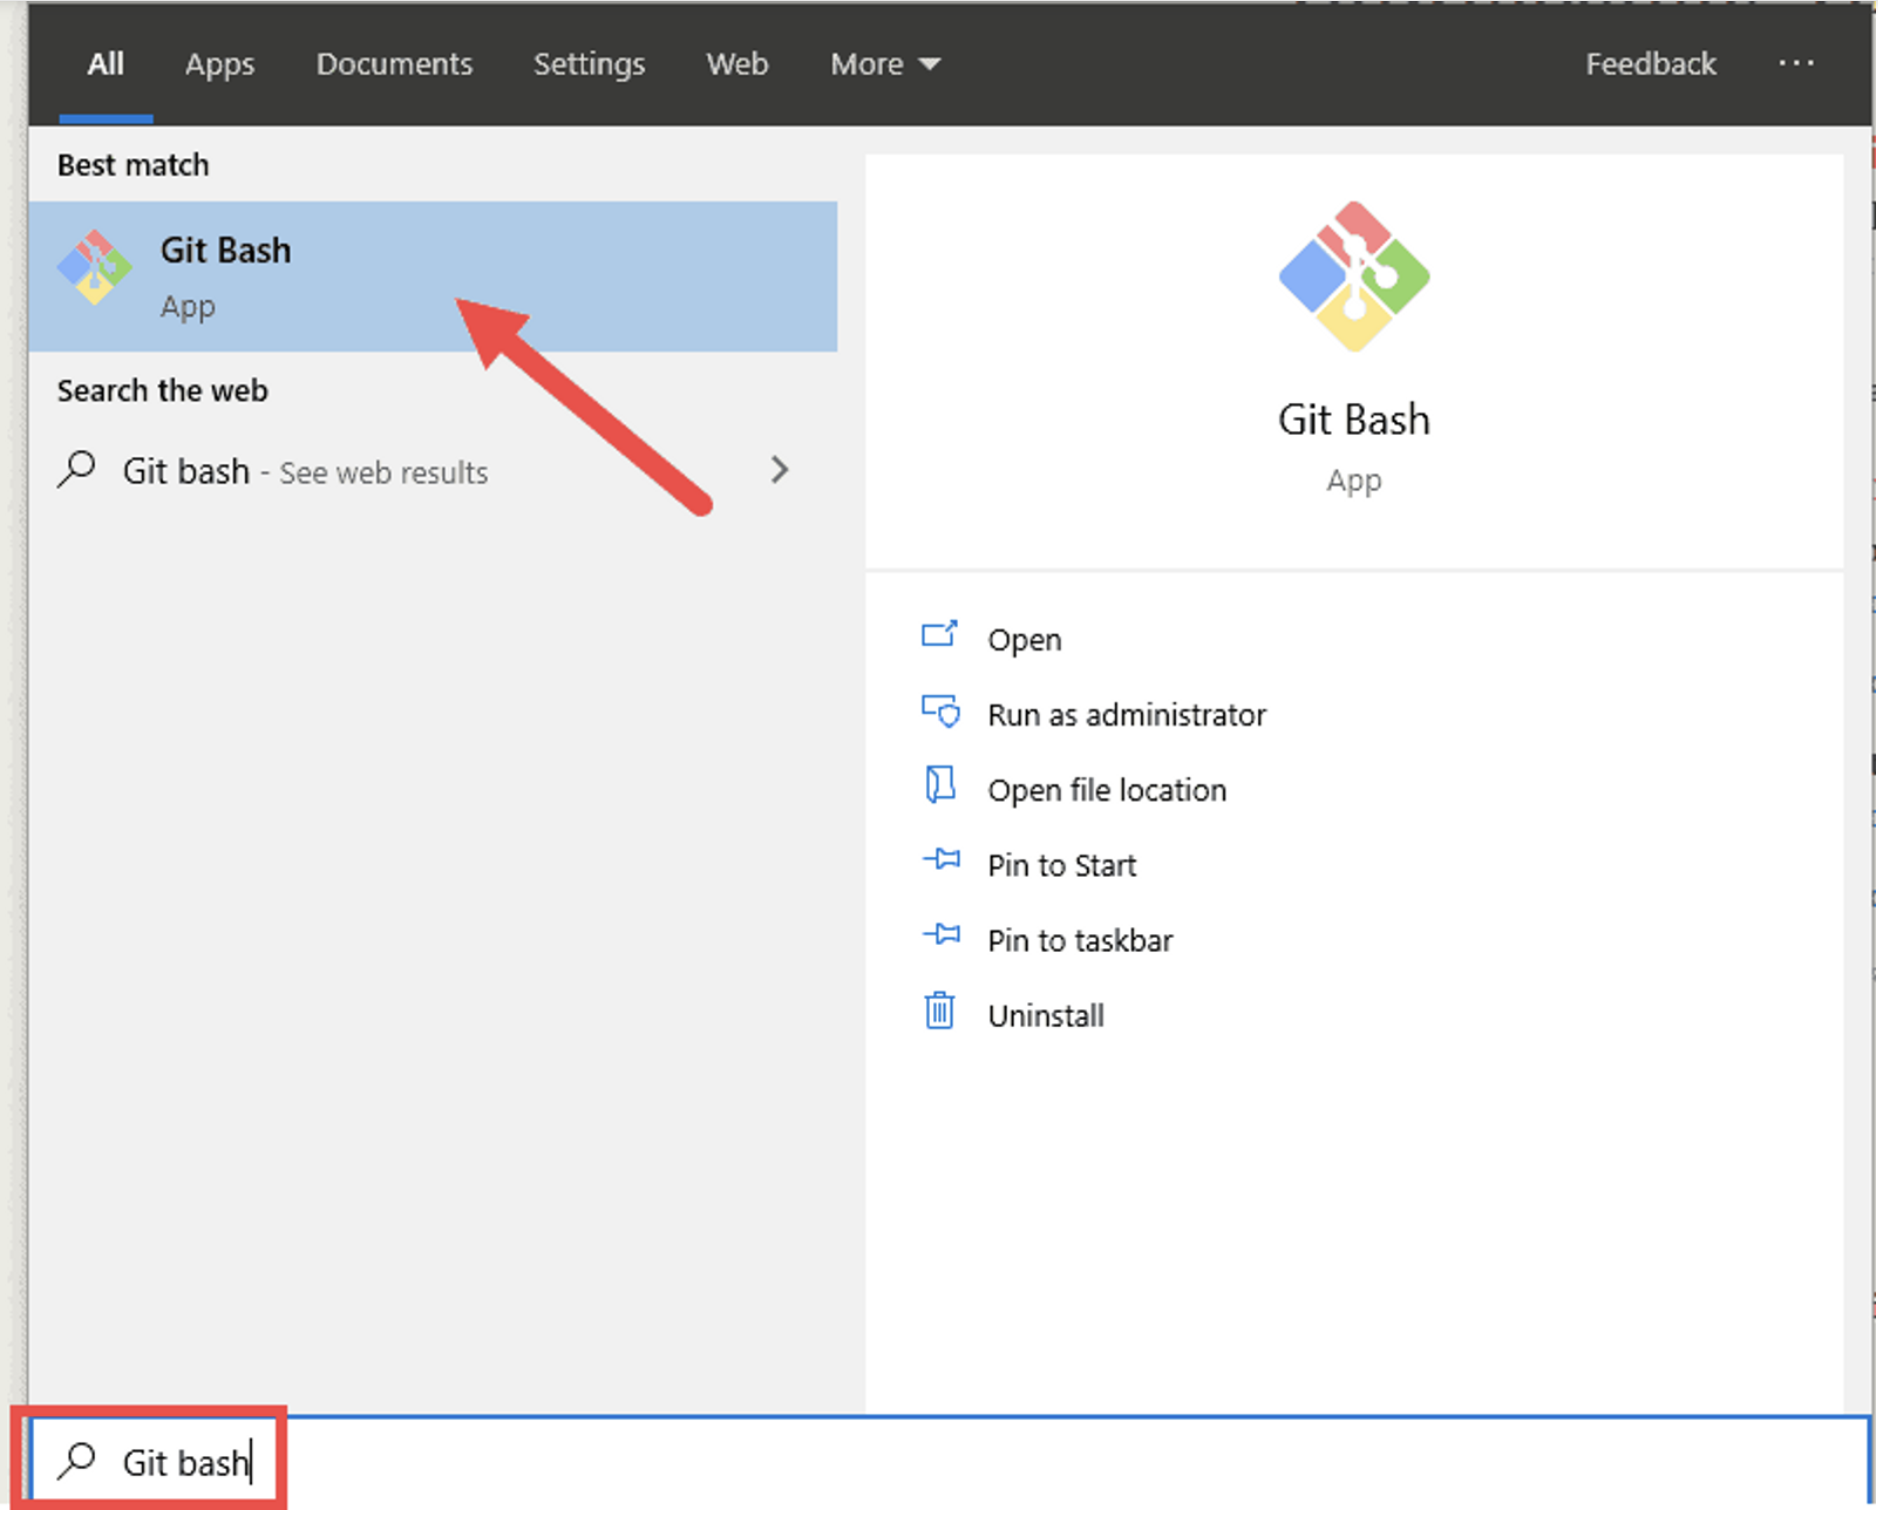 All Apps Documents Settings Web More Feedback ...
Best match
Git Bash
App
Search the web
Git bash - See web results
Git Bash
App
Open
Run as administrator
Open file location
Pin to Start
Pin to taskbar
Uninstall
Git bash